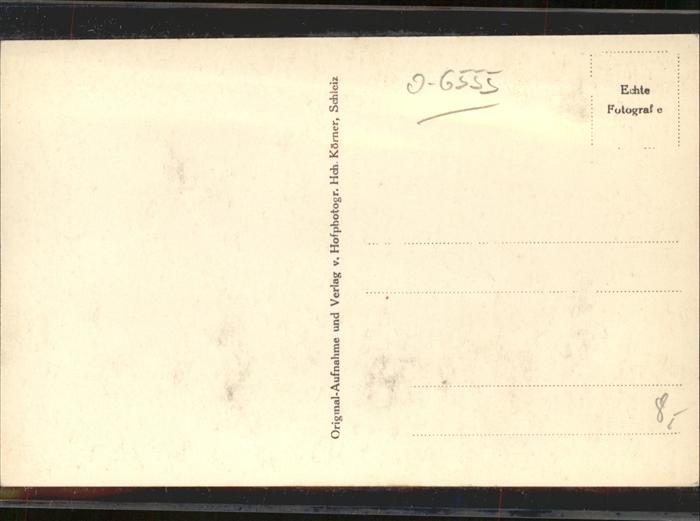 Original-Aufnahme und Verlag v. Hofphotogr. Hch. Körner, Schleiz
O-6555
Echte
Fotografie
8,-